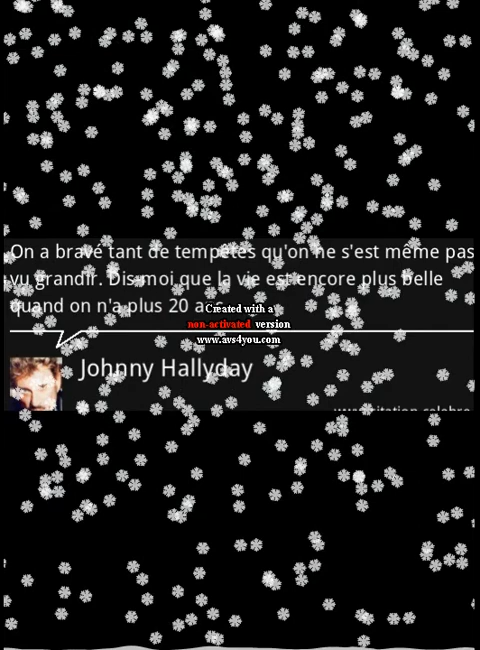 On a bravé tant de tempêtes qu'on ne s'est même pas
vu grandir. Dis-moi que la vie est encore plus belle
quand on n'a plus 20 ans
Created with a
non-activated version
www.avs4you.com
Johnny Hallyday